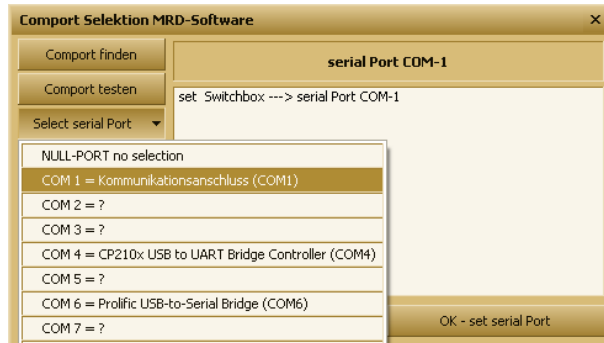 Comport Selektion MRD-Software
Comport finden
serial Port COM-1
Comport testen
set Switchbox ---> serial Port COM-1
Select serial Port
NULL-PORT no selection
COM 1 = Kommunikationsanschluss (COM1)
COM 2 = ?
COM 3 = ?
COM 4 = CP210x USB to UART Bridge Controller (COM4)
COM 5 = ?
COM 6 = Prolific USB-to-Serial Bridge (COM6)
COM 7 = ?
OK - set serial Port